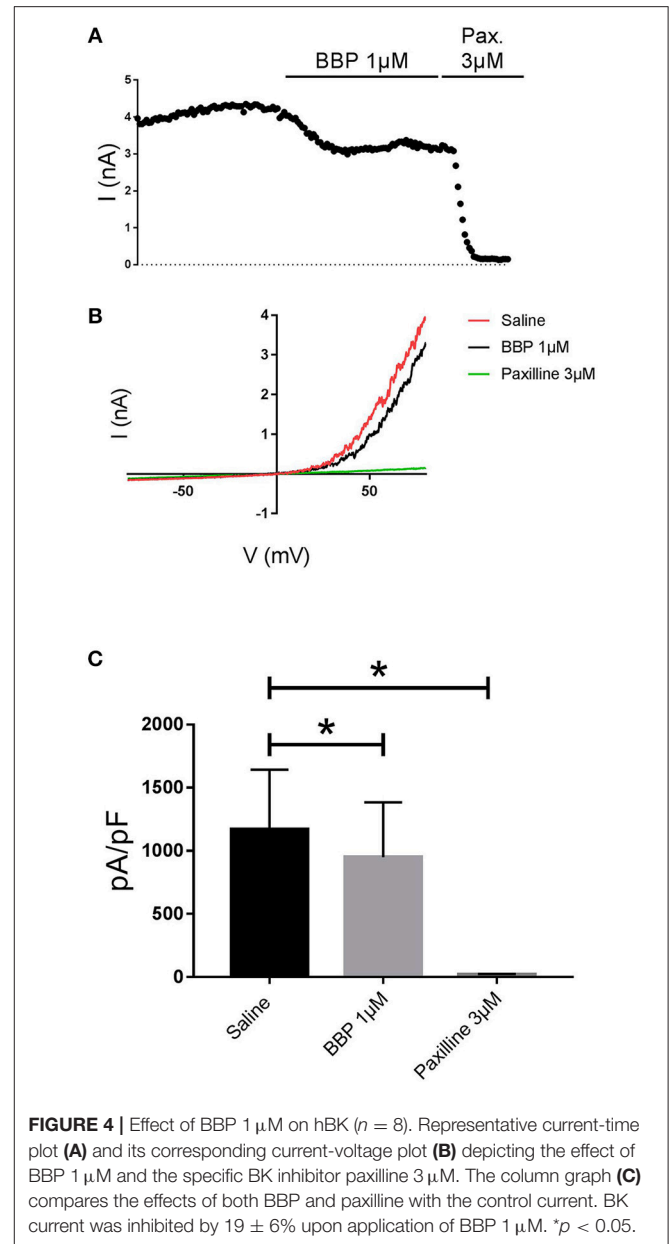 A
Pax.
3µM
BBP 1µM
5
4
3
2
1
0
I (nA)
B
4
3
2
1
-1
-50
50
I (nA)
V (mV)
Saline
BBP 1µM
Paxilline 3µM
C
*
*
2000
1500
1000
500
0
pA/pF
Saline
BBP 1µM
Paxilline 3µM
FIGURE 4 | Effect of BBP 1 µM on hBK (n = 8). Representative current-time
plot (A) and its corresponding current-voltage plot (B) depicting the effect of
BBP 1 µM and the specific BK inhibitor paxilline 3 µM. The column graph (C)
compares the effects of both BBP and paxilline with the control current. BK
current was inhibited by 19 ± 6% upon application of BBP 1 µM. *p < 0.05.